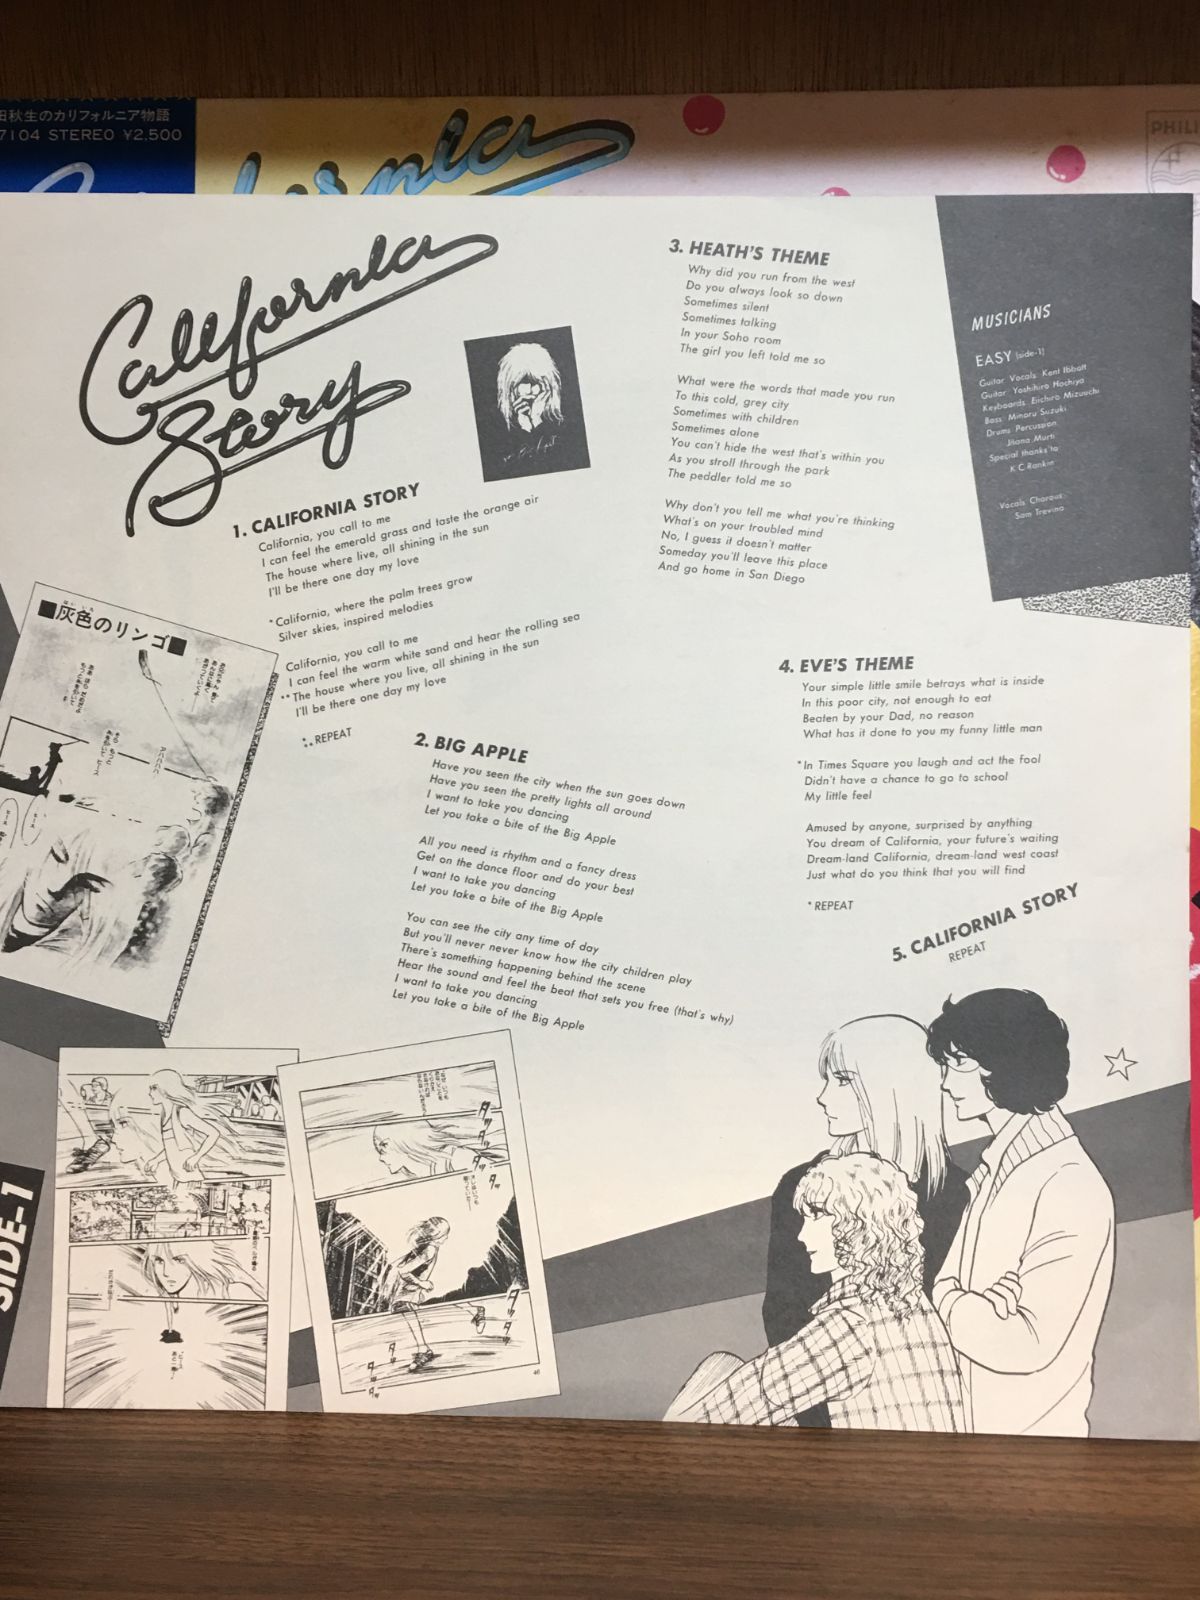 田秋生のカリフォルニア物語
7104 STEREO ¥2,500
PHILI
California
Story
1. CALIFORNIA STORY
California, you call to me
I can feel the emerald grass and taste the orange air
The house where live, all shining in the sun
I'll be there one day my love
*California, where the palm trees grow
Silver skies, inspired melodies
California, you call to me
I can feel the warm white sand and hear the rolling sea
**The house where you live, all shining in the sun
I'll be there one day my love
REPEAT
■灰色のリンゴ■
2. BIG APPLE
Have you seen the city when the sun goes down
Have you seen the pretty lights all around
I want to take you dancing
Let you take a bite of the Big Apple
All you need is rhythm and a fancy dress
Get on the dance floor and do your best
I want to take you dancing
Let you take a bite of the Big Apple
You can see the city any time of day
But you'll never never know how the city children play
There's something happening behind the scene
Hear the sound and feel the beat that sets you free (that's why)
I want to take you dancing
Let you take a bite of the Big Apple
3. HEATH'S THEME
Why did you run from the west
Do you always look so down
Sometimes silent
Sometimes talking
In your Soho room
The girl you left told me so
What were the words that made you run
To this cold, grey city
Sometimes with children
Sometimes alone
You can't hide the west that's within you
As you stroll through the park
The peddler told me so
Why don't you tell me what you're thinking
What's on your troubled mind
No, I guess it doesn't matter
Someday you'll leave this place
And go home in San Diego
MUSICIANS
EASY [side-1]
Guitar Vocals: Kent Ibbott
Guitar: Yoshihiro Hochiya
Keyboards: Eiichiro Mizuuchi
Bass: Minoru Suzuki
Drums Percussion:
Jilana Murti
Special thanks to
K C Rankin
Vocals Choraus:
Sam Trevino
4. EVE'S THEME
Your simple little smile betrays what is inside
In this poor city, not enough to eat
Beaten by your Dad, no reason
What has it done to you my funny little man
*In Times Square you laugh and act the fool
Didn't have a chance to go to school
My little feel
Amused by anyone, surprised by anything
You dream of California, your future's waiting
Dream-land California, dream-land west coast
Just what do you think that you will find
*REPEAT
5. CALIFORNIA STORY
REPEAT
SIDE-1
46